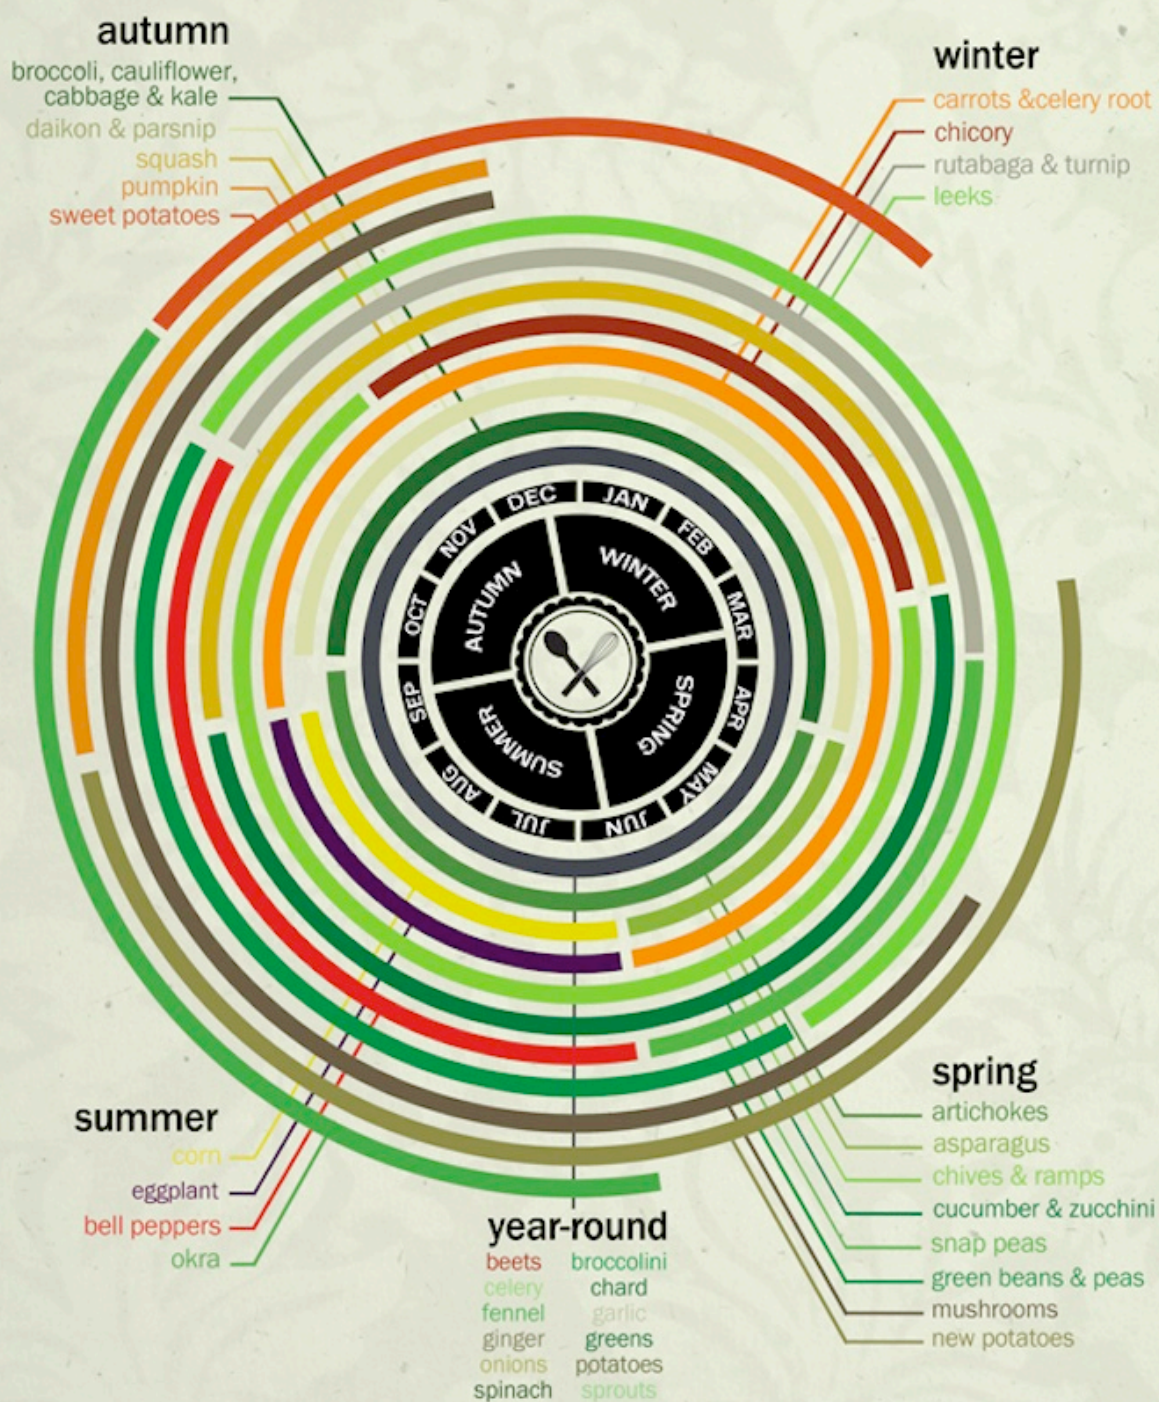 autumn
broccoli, cauliflower,
cabbage & kale
daikon & parsnip
squash
pumpkin
sweet potatoes
winter
carrots &celery root
chicory
rutabaga & turnip
leeks
JAN
FEB
MAR
APR
MAY
JUN
JUL
AUG
SEP
OCT
NOV
DEC
WINTER
SPRING
SUMMER
AUTUMN
summer
corn
eggplant
bell peppers
okra
spring
artichokes
asparagus
chives & ramps
cucumber & zucchini
snap peas
green beans & peas
mushrooms
new potatoes
year-round
beets broccolini
celery chard
fennel garlic
ginger greens
onions potatoes
spinach sprouts